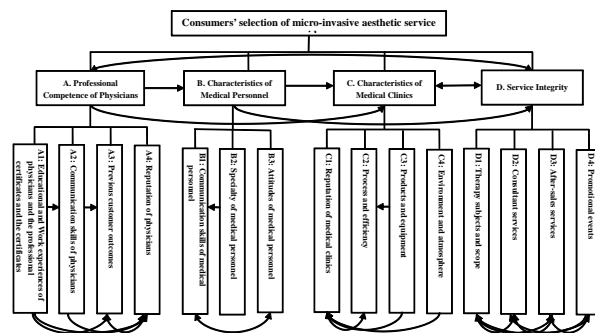 Consumers' selection of micro-invasive aesthetic service
A. Professional
Competence of Physicians
B. Characteristics of
Medical Personnel
C. Characteristics of
Medical Clinics
D. Service Integrity
A1: Educational and Work experiences of
physicians and the professional
certificates and the certificates
A2: Communication skills of
physicians
A3: Previous customer outcomes
A4: Reputation of physicians
B1: Communication skills of medical
personnel
B2: Specialty of medical personnel
B3: Attitudes of medical personnel
C1: Reputation of medical clinics
C2: Process and efficiency
C3: Products and equipment
C4: Environment and atmosphere
D1: Therapy subjects and scope
D2: Consultant services
D3: After-sales services
D4: Promotional events